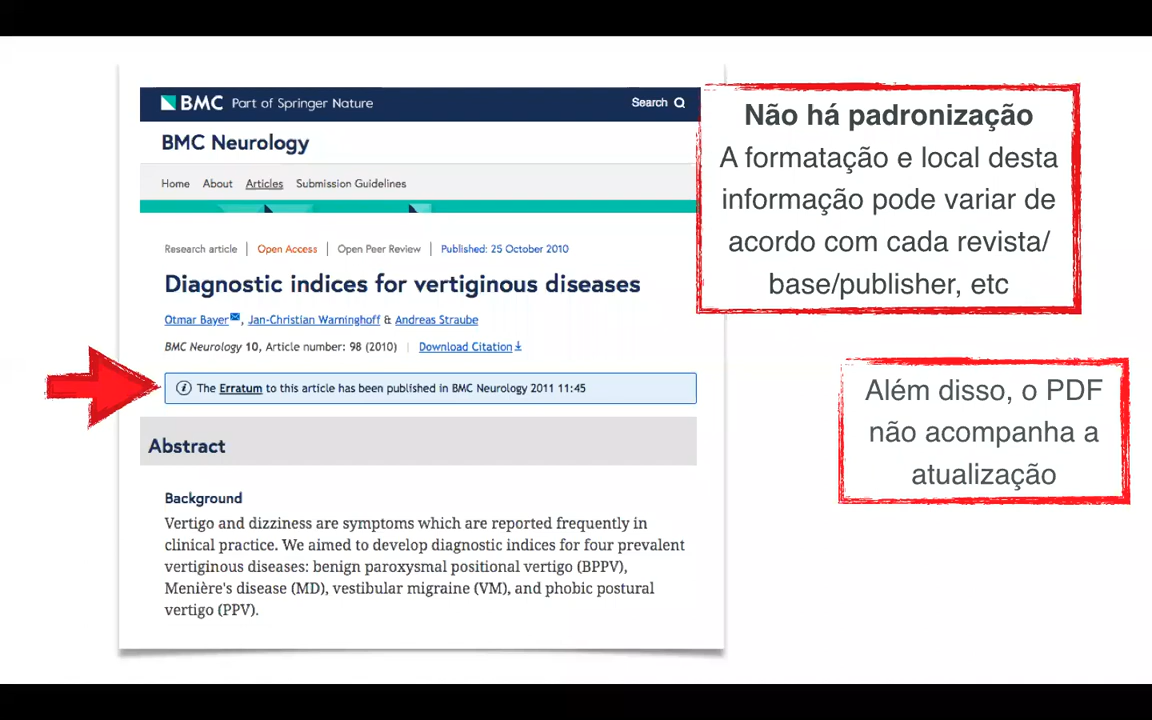 BMC Part of Springer Nature
Search
BMC Neurology
Home About Articles Submission Guidelines
Research article | Open Access | Open Peer Review | Published: 25 October 2010
Diagnostic indices for vertiginous diseases
Otmar Bayer, Jan-Christian Warninghoff & Andreas Straube
BMC Neurology 10, Article number: 98 (2010) | Download Citation
The Erratum to this article has been published in BMC Neurology 2011 11:45
Abstract
Background
Vertigo and dizziness are symptoms which are reported frequently in
clinical practice. We aimed to develop diagnostic indices for four prevalent
vertiginous diseases: benign paroxysmal positional vertigo (BPPV),
Menière's disease (MD), vestibular migraine (VM), and phobic postural
vertigo (PPV).
Não há padronização
A formatação e local desta
informação pode variar de
acordo com cada revista/
base/publisher, etc
Além disso, o PDF
não acompanha a
atualização